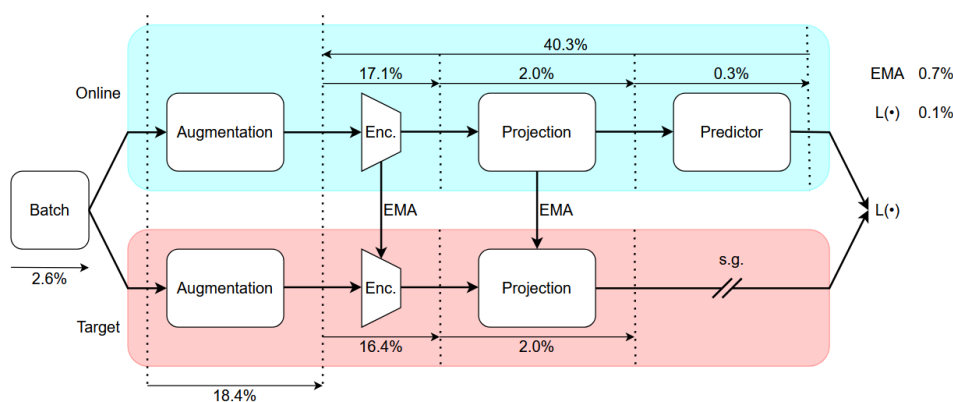 40.3%
17.1%
2.0%
0.3%
EMA 0.7%
L(•) 0.1%
Online
Augmentation
Enc.
Projection
Predictor
Batch
2.6%
EMA
EMA
L(•)
Augmentation
Enc.
Projection
s.g.
Target
16.4%
2.0%
18.4%